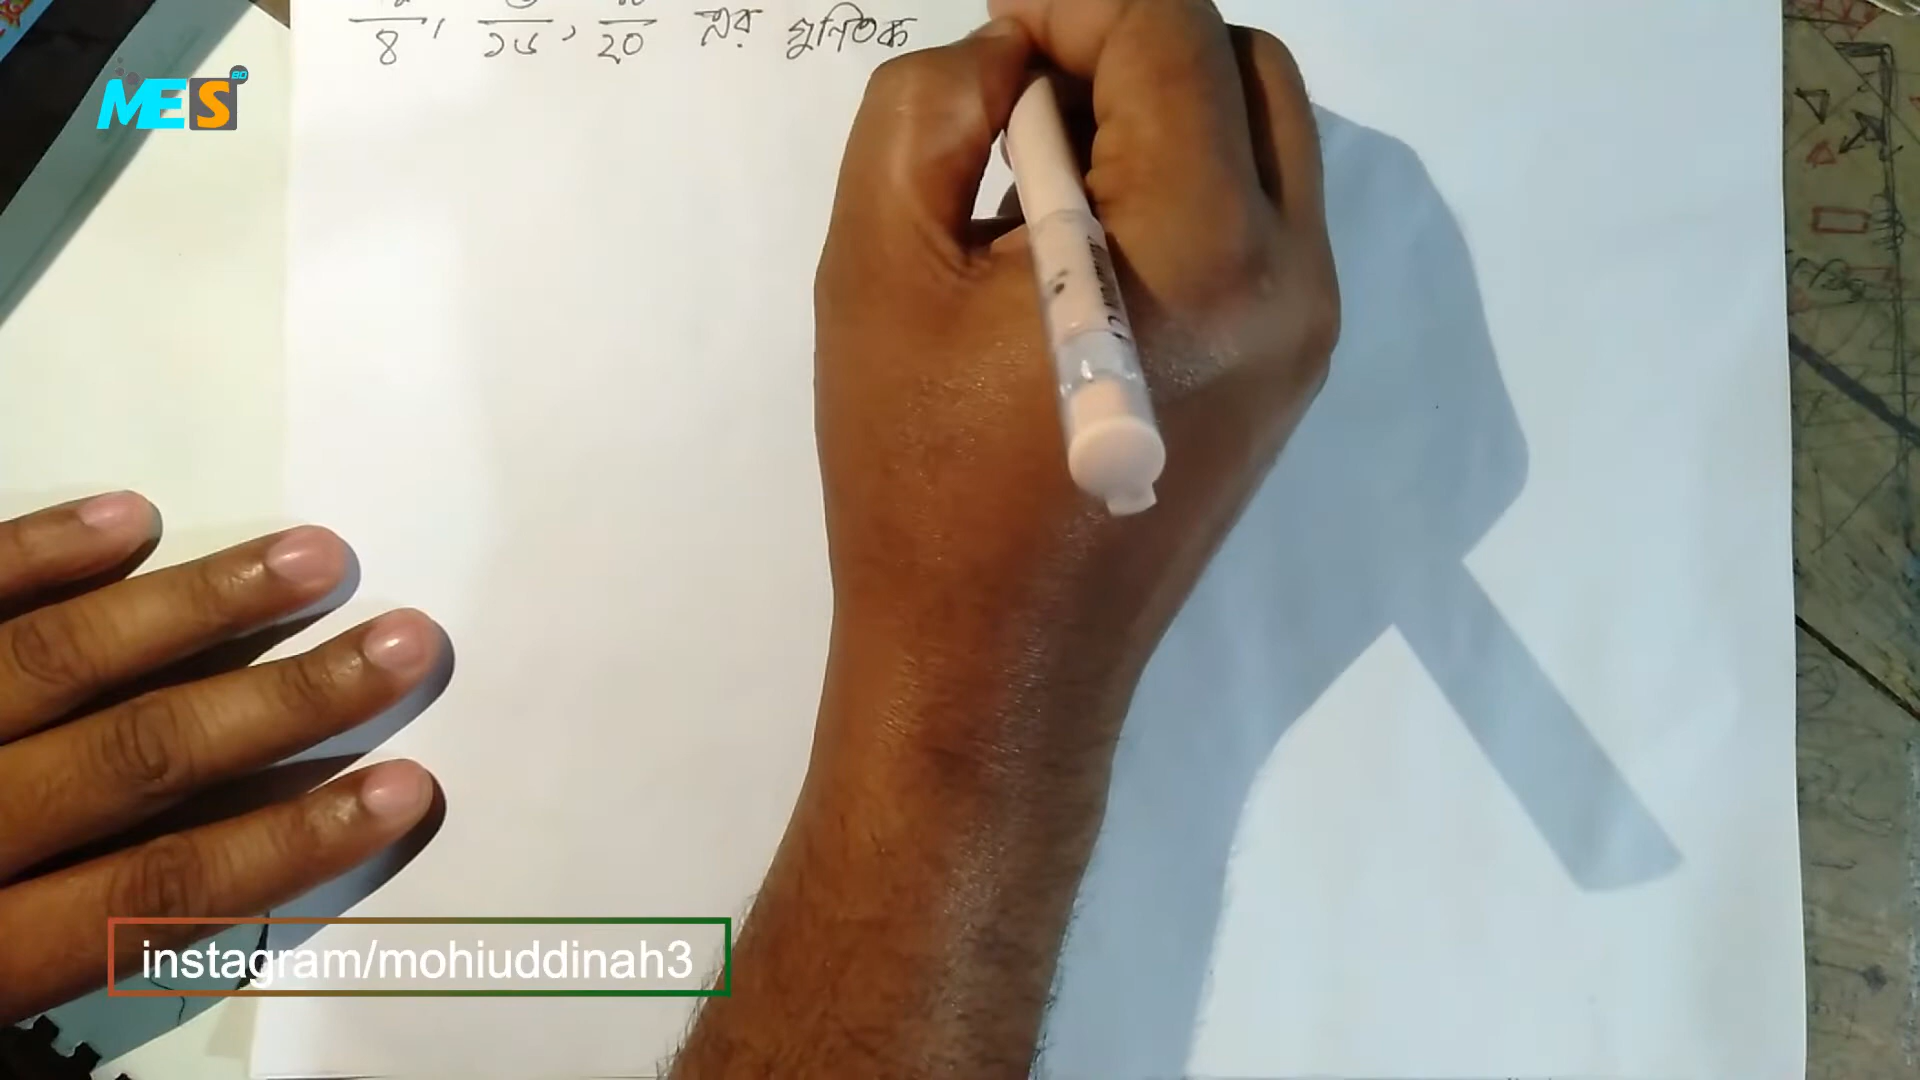 ৪, ১৬, ২০ এর গুণিতক
MES BD
instagram/mohiuddinah3